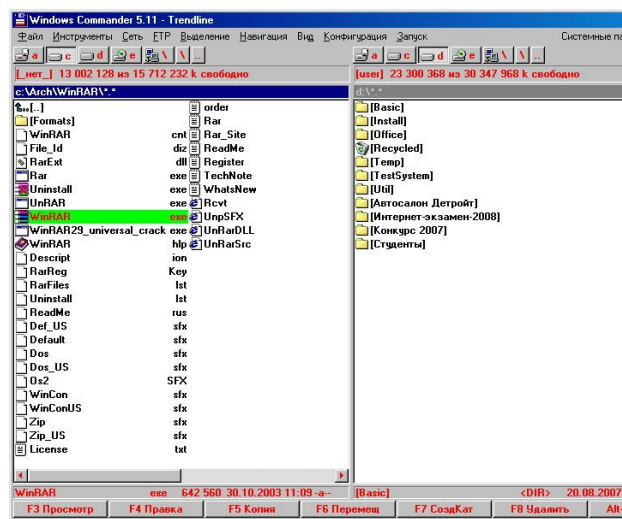 Windows Commander 5.11 - Trendline
Файл Инструменты Сеть FTP Выделение Навигация Вид Конфигурация Запуск Системные
a c d e \ ..
a c d e \ ..
[_нет_] 13 002 128 из 15 712 232 k свободно
[user] 23 300 368 из 30 347 968 k свободно
c:\Arch\WinRAR\*.*
d:\*.*
[..]
[Formats]
WinRAR cnt
File_Id diz
RarExt dll
Rar exe
Uninstall exe
UnRAR exe
WinRAR exe
WinRAR29_universal_crack exe
WinRAR hlp
Descript ion
RarReg Key
RarFiles lst
Uninstall lst
ReadMe rus
Def_US sfx
Default sfx
Dos sfx
Dos_US sfx
Os2 SFX
WinCon sfx
WinConUS sfx
Zip sfx
Zip_US sfx
License txt
order
Rar
Rar_Site
ReadMe
Register
TechNote
WhatsNew
Rcvt
UnpSFX
UnRarDLL
UnRarSrc
[Basic]
[Install]
[Office]
[Recycled]
[Temp]
[TestSystem]
[Util]
[Автосалон Детройт]
[Интернет-экзамен-2008]
[Конкурс 2007]
[Студенты]
WinRAR exe 642 560 30.10.2003 11:09 -a--
[Basic] <DIR> 20.08.2007
F3 Просмотр F4 Правка F5 Копия F6 Перемещ F7 СоздКат F8 Удалить Alt-